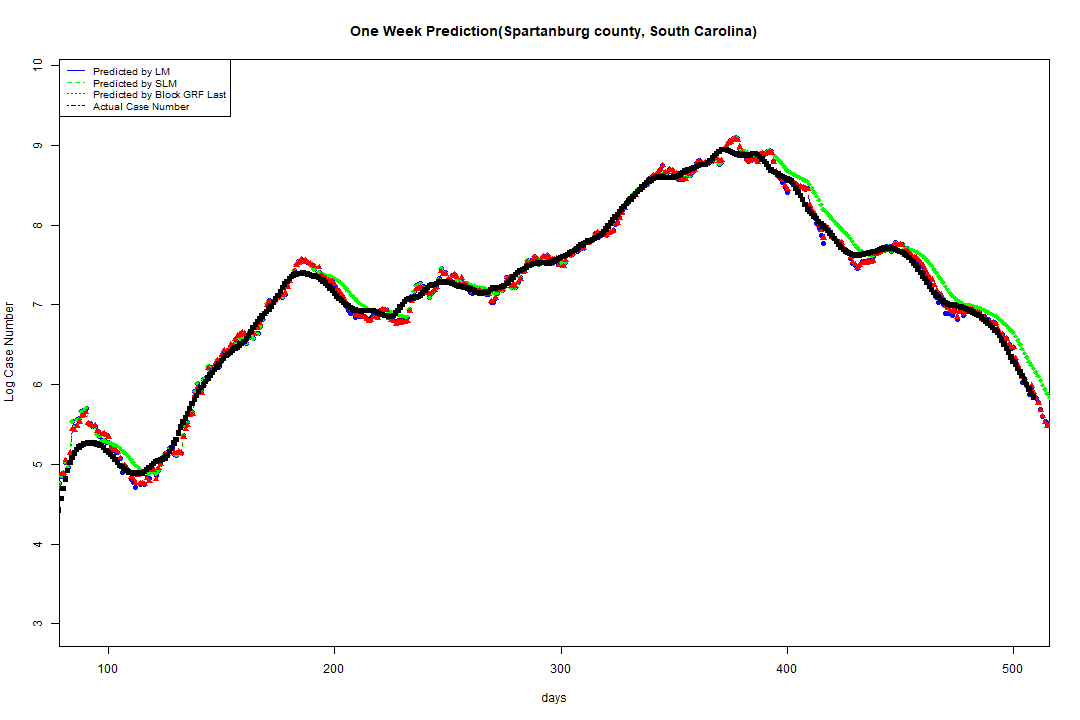 One Week Prediction(Spartanburg county, South Carolina)
Predicted by LM
Predicted by SLM
Predicted by Block GRF Last
Actual Case Number
10
9
8
7
6
5
4
3
Log Case Number
100 200 300 400 500
days